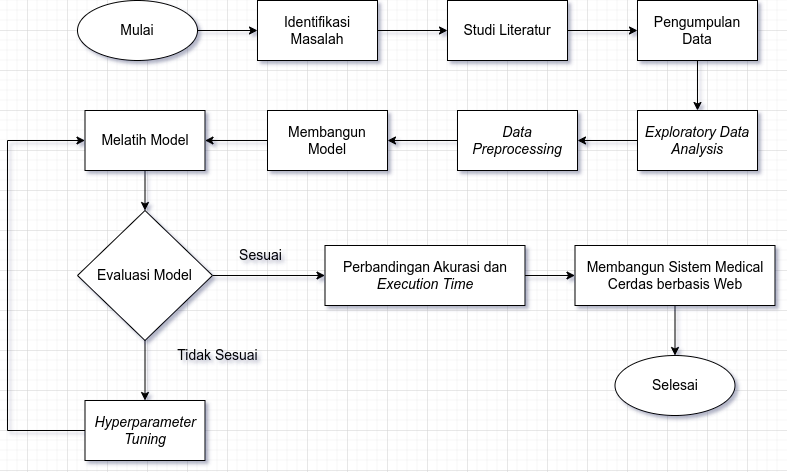 Mulai
Identifikasi
Masalah
Studi Literatur
Pengumpulan
Data
Exploratory Data
Analysis
Data
Preprocessing
Membangun
Model
Melatih Model
Evaluasi Model
Sesuai
Perbandingan Akurasi dan
Execution Time
Membangun Sistem Medical
Cerdas berbasis Web
Tidak Sesuai
Selesai
Hyperparameter
Tuning